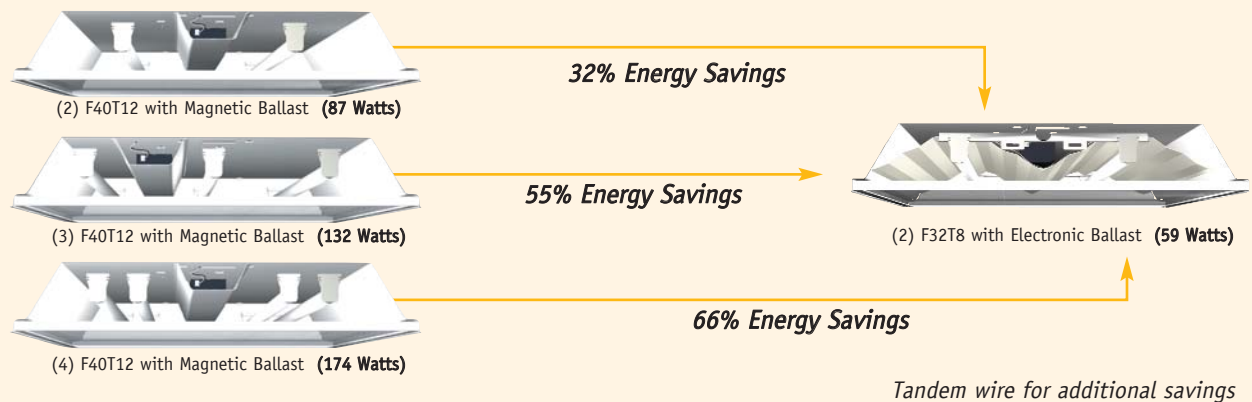 32% Energy Savings
(2) F40T12 with Magnetic Ballast (87 Watts)
55% Energy Savings
(3) F40T12 with Magnetic Ballast (132 Watts)
(2) F32T8 with Electronic Ballast (59 Watts)
66% Energy Savings
(4) F40T12 with Magnetic Ballast (174 Watts)
Tandem wire for additional savings